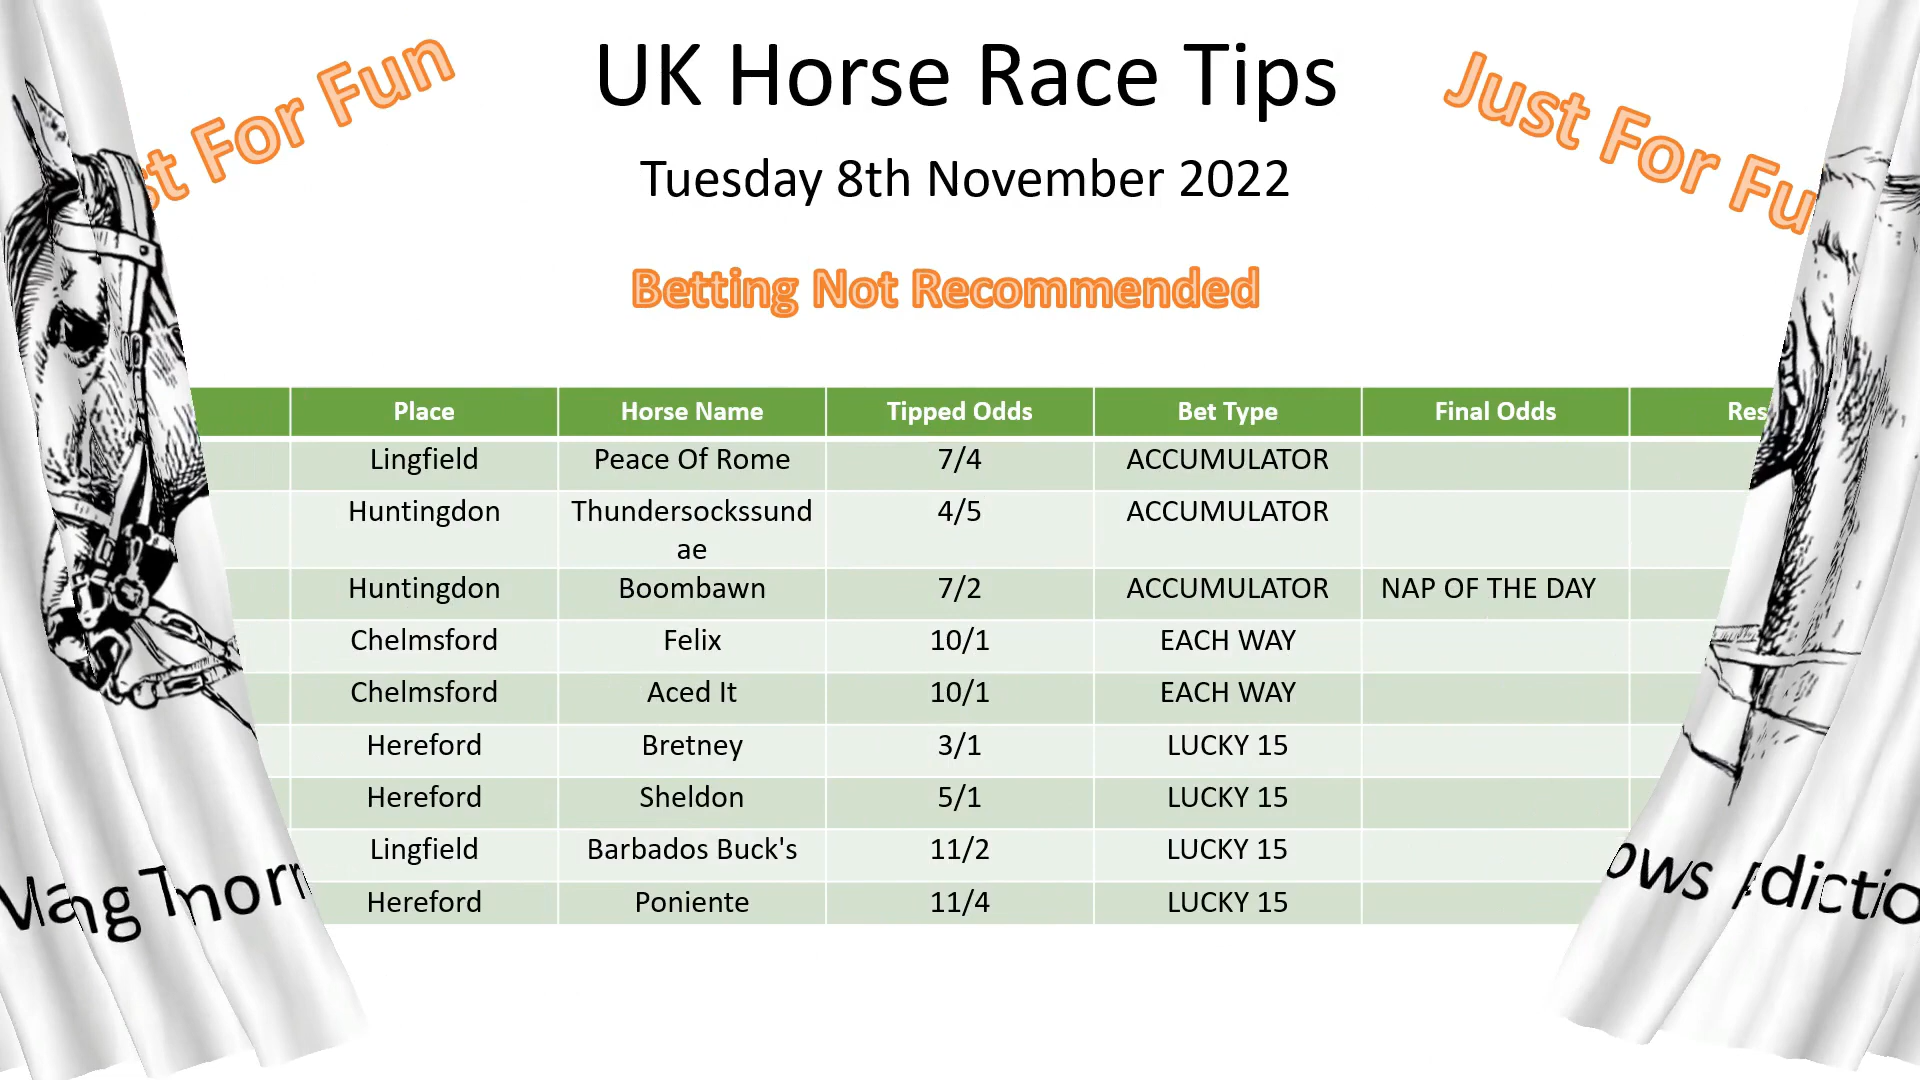 UK Horse Race Tips
st For Fun
Just For Fu
Tuesday 8th November 2022
Betting Not Recommended
Place Horse Name Tipped Odds Bet Type Final Odds Res
Lingfield Peace Of Rome 7/4 ACCUMULATOR
Huntingdon Thundersockssund 4/5 ACCUMULATOR
ae
Huntingdon Boombawn 7/2 ACCUMULATOR NAP OF THE DAY
Chelmsford Felix 10/1 EACH WAY
Chelmsford Aced It 10/1 EACH WAY
Hereford Bretney 3/1 LUCKY 15
Hereford Sheldon 5/1 LUCKY 15
Lingfield Barbados Buck's 11/2 LUCKY 15
Hereford Poniente 11/4 LUCKY 15